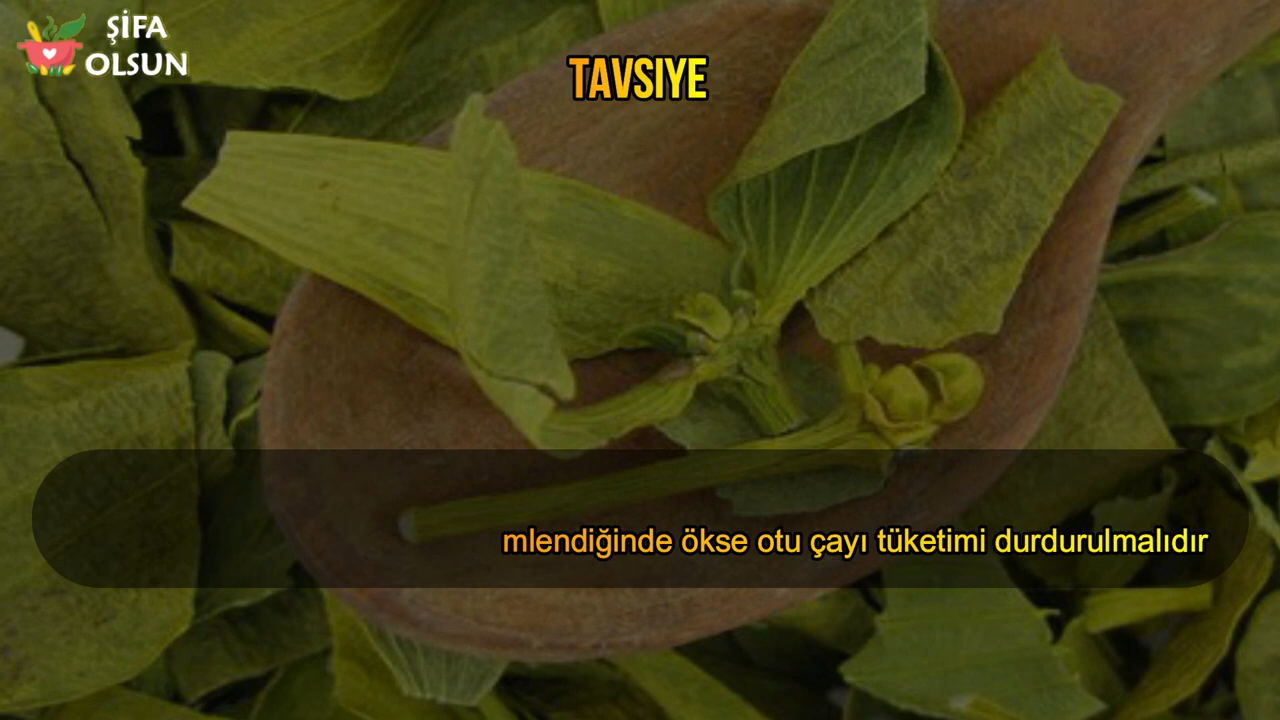 ŞİFA
OLSUN
TAVSIYE
mlendiğinde ökse otu çayı tüketimi durdurulmalıdır